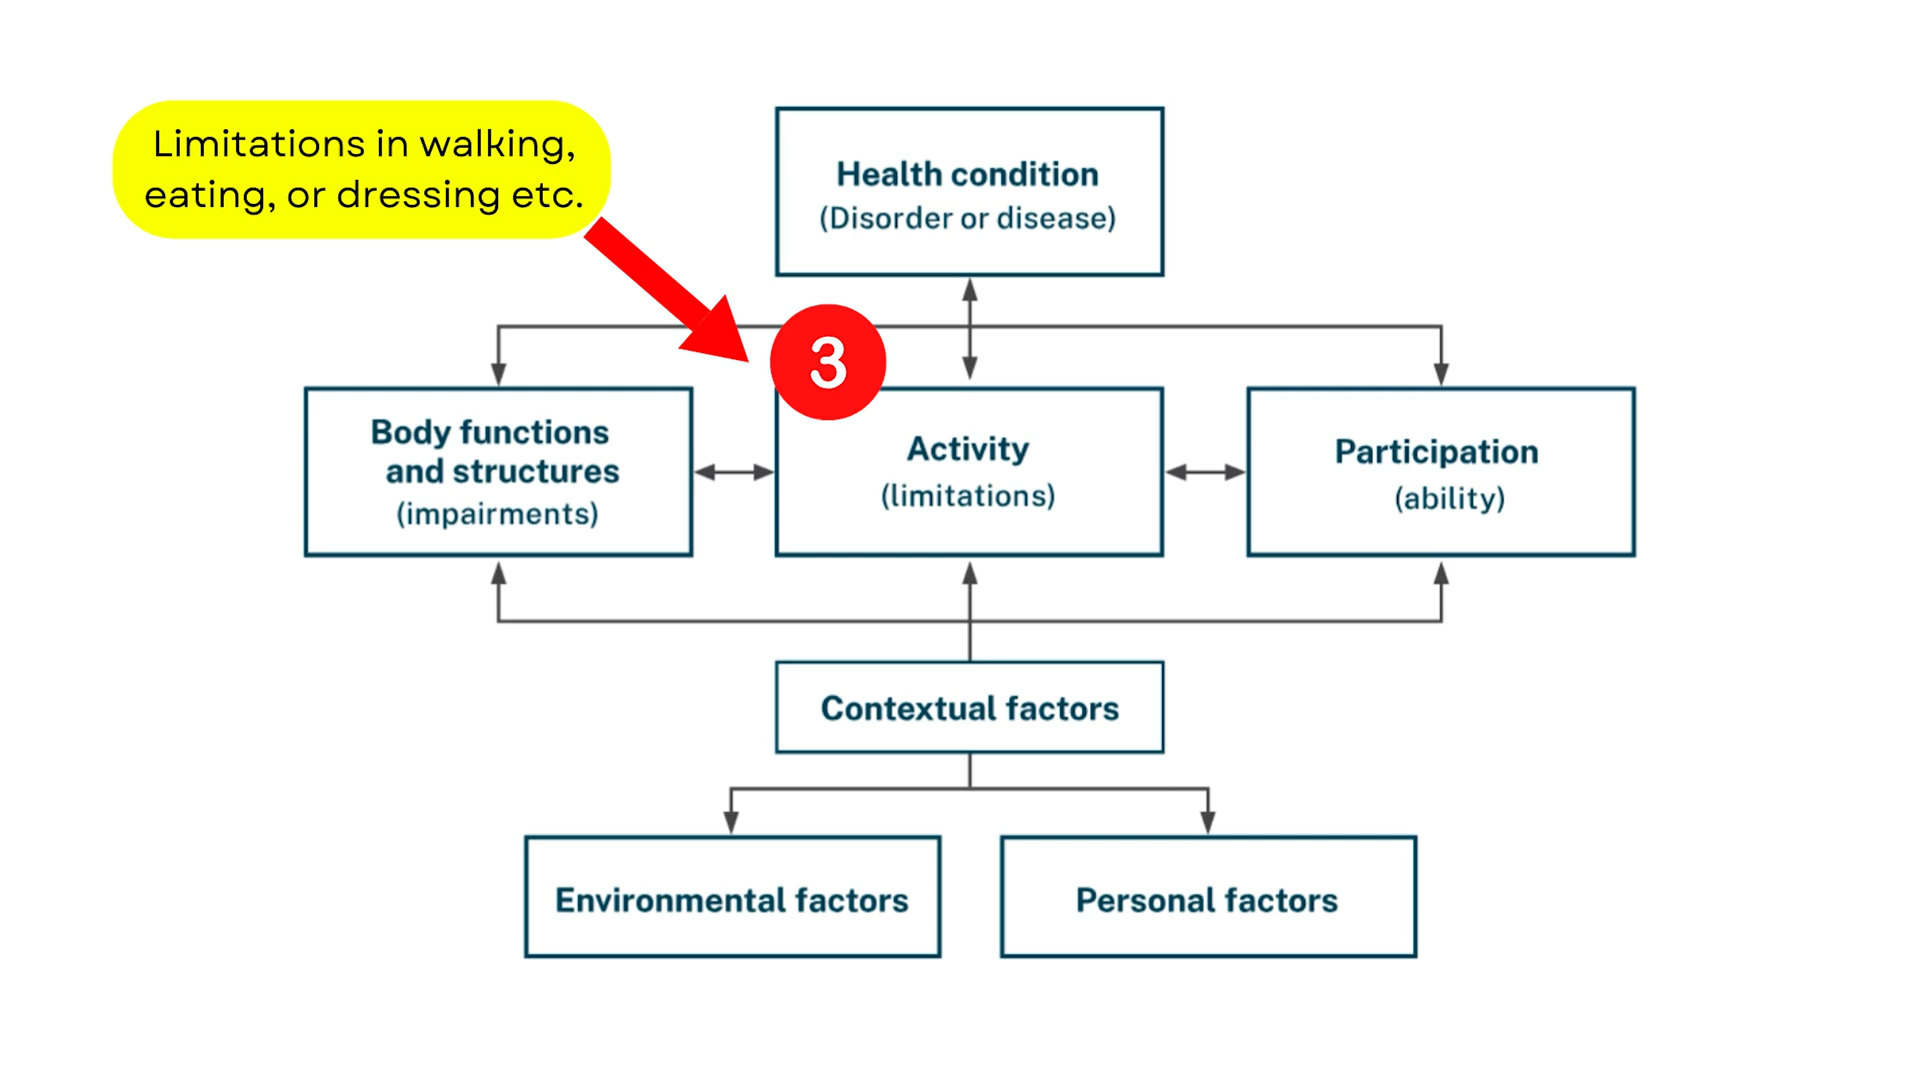 Limitations in walking,
eating, or dressing etc.
Health condition
(Disorder or disease)
3
Body functions
and structures
(impairments)
Activity
(limitations)
Participation
(ability)
Contextual factors
Environmental factors
Personal factors